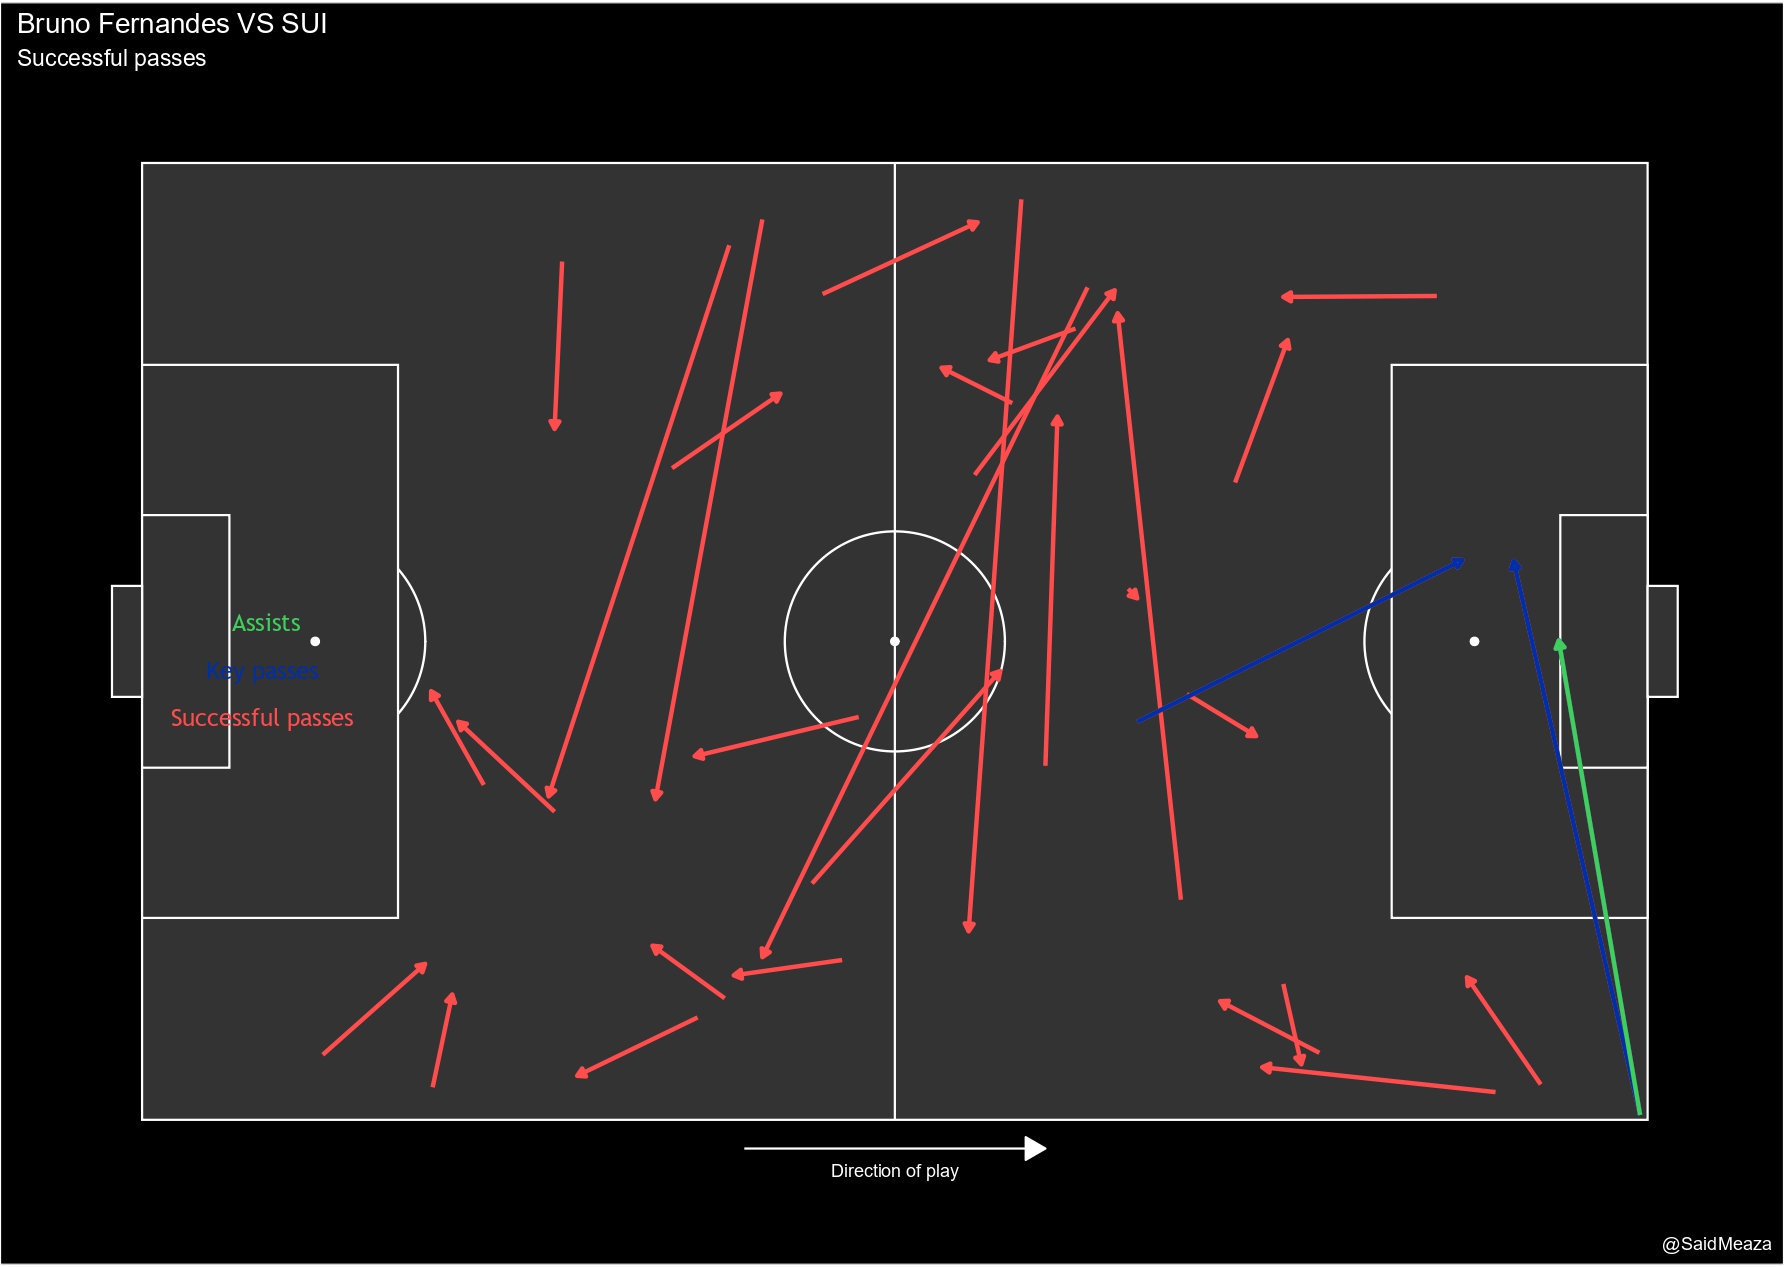 Bruno Fernandes VS SUI
Successful passes
Assists
Key passes
Successful passes
Direction of play
@SaidMeaza